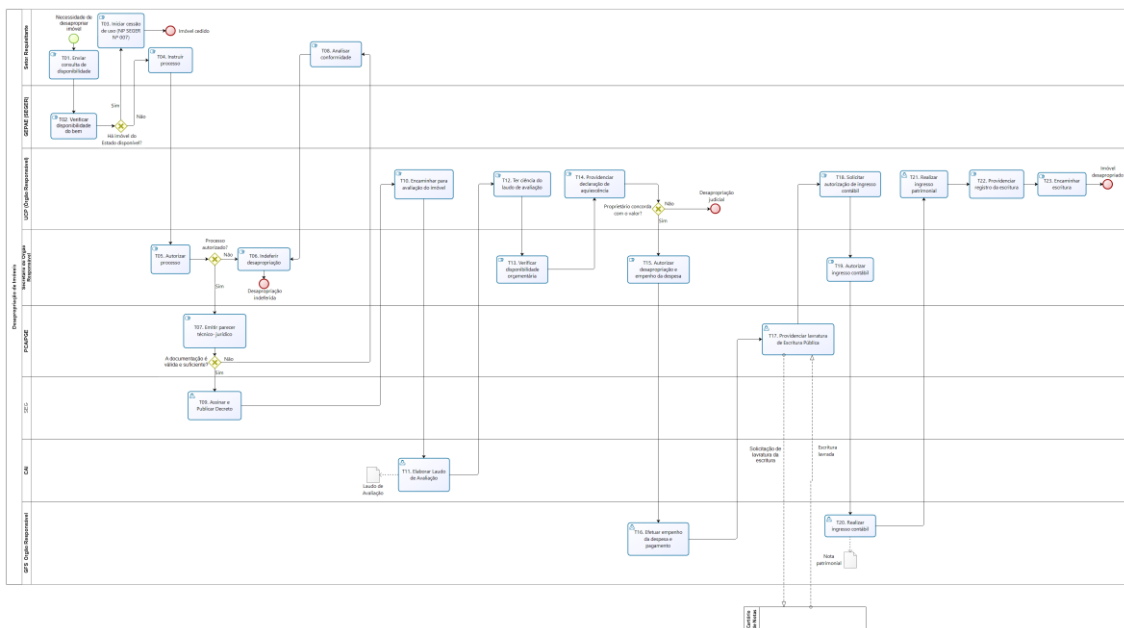 Desapropriação de Imóveis
Setor Requisitante
Necessidade de
desapropriar
imóvel
T01. Enviar
consulta de
disponibilidade
T03. Iniciar cessão
de uso (NP SEGER
Nº 007)
Imóvel cedido
T04. Instruir
processo
T08. Analisar
conformidade
GEPAE (SEGER)
T02. Verificar
disponibilidade
do bem
Sim
Não
Há imóvel do
Estado disponível?
UCP (Órgão Responsável)
T10. Encaminhar para
avaliação do imóvel
T12. Ter ciência do
laudo de avaliação
T14. Providenciar
declaração de
aquiescência
Proprietário concorda
com o valor?
Não
Sim
Desapropriação
judicial
T18. Solicitar
autorização de ingresso
contábil
T21. Realizar
ingresso
patrimonial
T22. Providenciar
registro da escritura
T23. Encaminhar
escritura
Imóvel
desapropriado
Secretário do Órgão
Responsável
T05. Autorizar
processo
Processo
autorizado?
Não
Sim
T06. Indeferir
desapropriação
Desapropriação
indeferida
T13. Verificar
disponibilidade
orçamentária
T15. Autorizar
desapropriação e
empenho da despesa
T19. Autorizar
ingresso contábil
PCA/PGE
T07. Emitir parecer
técnico- jurídico
A documentação é
válida e suficiente?
Não
Sim
T17. Providenciar lavratura
de Escritura Pública
T09. Assinar e
Publicar Decreto
CAI
T11. Elaborar Laudo
de Avaliação
Laudo de
Avaliação
Solicitação de
lavratura da
escritura
Escritura
lavrada
GFS Órgão Responsável
T16. Efetuar empenho
da despesa e
pagamento
T20. Realizar
ingresso contábil
Nota
patrimonial
Cartório
de Notas